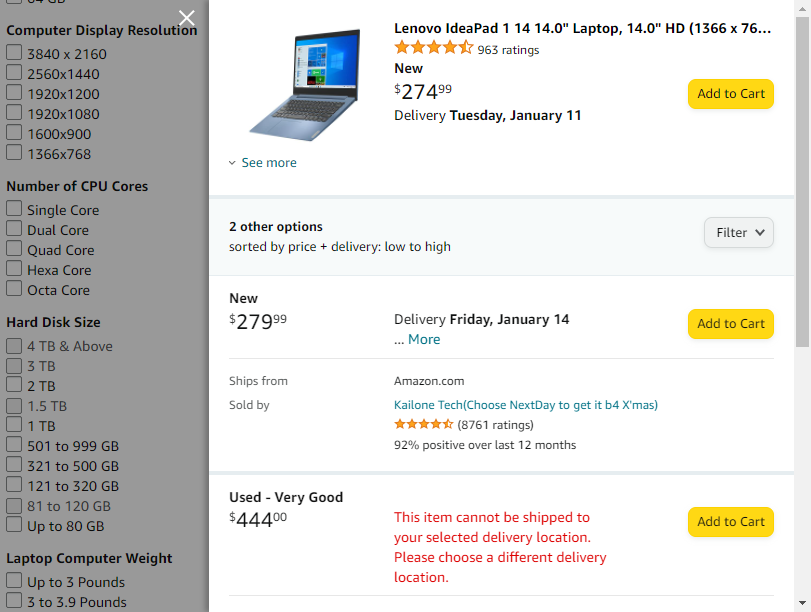 Computer Display Resolution
3840 x 2160
2560x1440
1920x1200
1920x1080
1600x900
1366x768
Number of CPU Cores
Single Core
Dual Core
Quad Core
Hexa Core
Octa Core
Hard Disk Size
4 TB & Above
3 TB
2 TB
1.5 TB
1 TB
501 to 999 GB
321 to 500 GB
121 to 320 GB
81 to 120 GB
Up to 80 GB
Laptop Computer Weight
Up to 3 Pounds
3 to 3.9 Pounds
Lenovo IdeaPad 1 14 14.0" Laptop, 14.0" HD (1366 x 76...
963 ratings
New
$274.99
Add to Cart
Delivery Tuesday, January 11
See more
2 other options
sorted by price + delivery: low to high
Filter
New
$279.99
Delivery Friday, January 14
... More
Add to Cart
Ships from Amazon.com
Sold by Kailone Tech(Choose NextDay to get it b4 X'mas)
(8761 ratings)
92% positive over last 12 months
Used - Very Good
$444.00
This item cannot be shipped to
your selected delivery location.
Please choose a different delivery
location.
Add to Cart